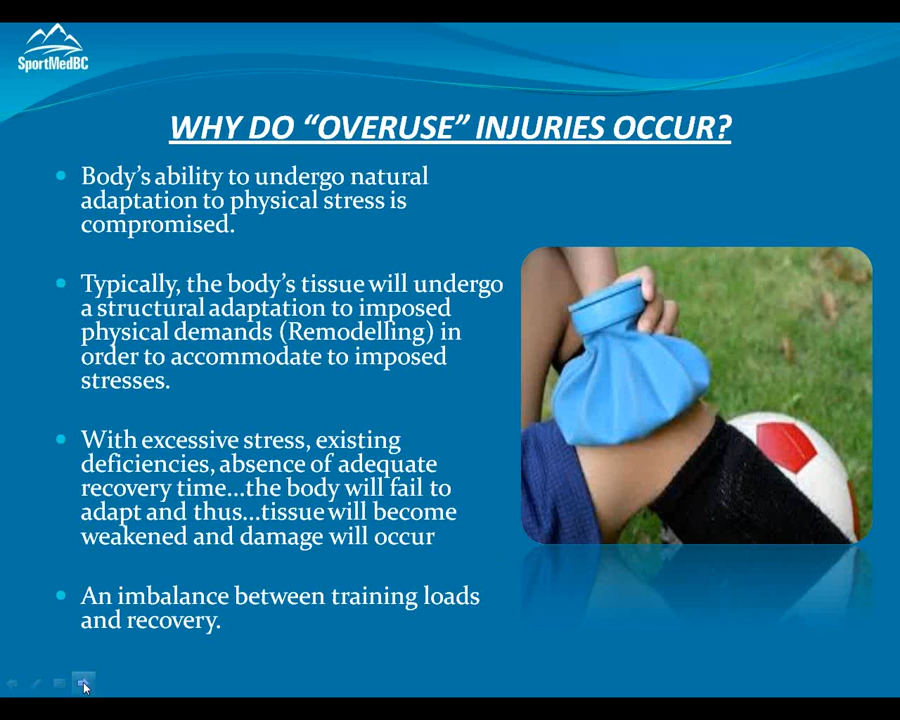 SportMedBC
WHY DO “OVERUSE” INJURIES OCCUR?
Body’s ability to undergo natural
adaptation to physical stress is
compromised.
Typically, the body’s tissue will undergo
a structural adaptation to imposed
physical demands (Remodelling) in
order to accommodate to imposed
stresses.
With excessive stress, existing
deficiencies, absence of adequate
recovery time...the body will fail to
adapt and thus...tissue will become
weakened and damage will occur
An imbalance between training loads
and recovery.